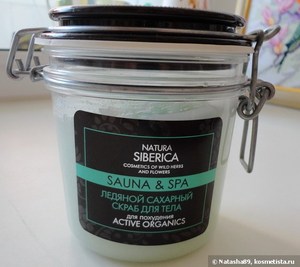 NATURA
SIBERICA
COSMETICS OF WILD HERBS
AND FLOWERS
SAUNA & SPA
ЛЕДЯНОЙ САХАРНЫЙ
СКРАБ ДЛЯ ТЕЛА
для похудения
ACTIVE ORGANICS
© Natasha89, kosmetista.ru